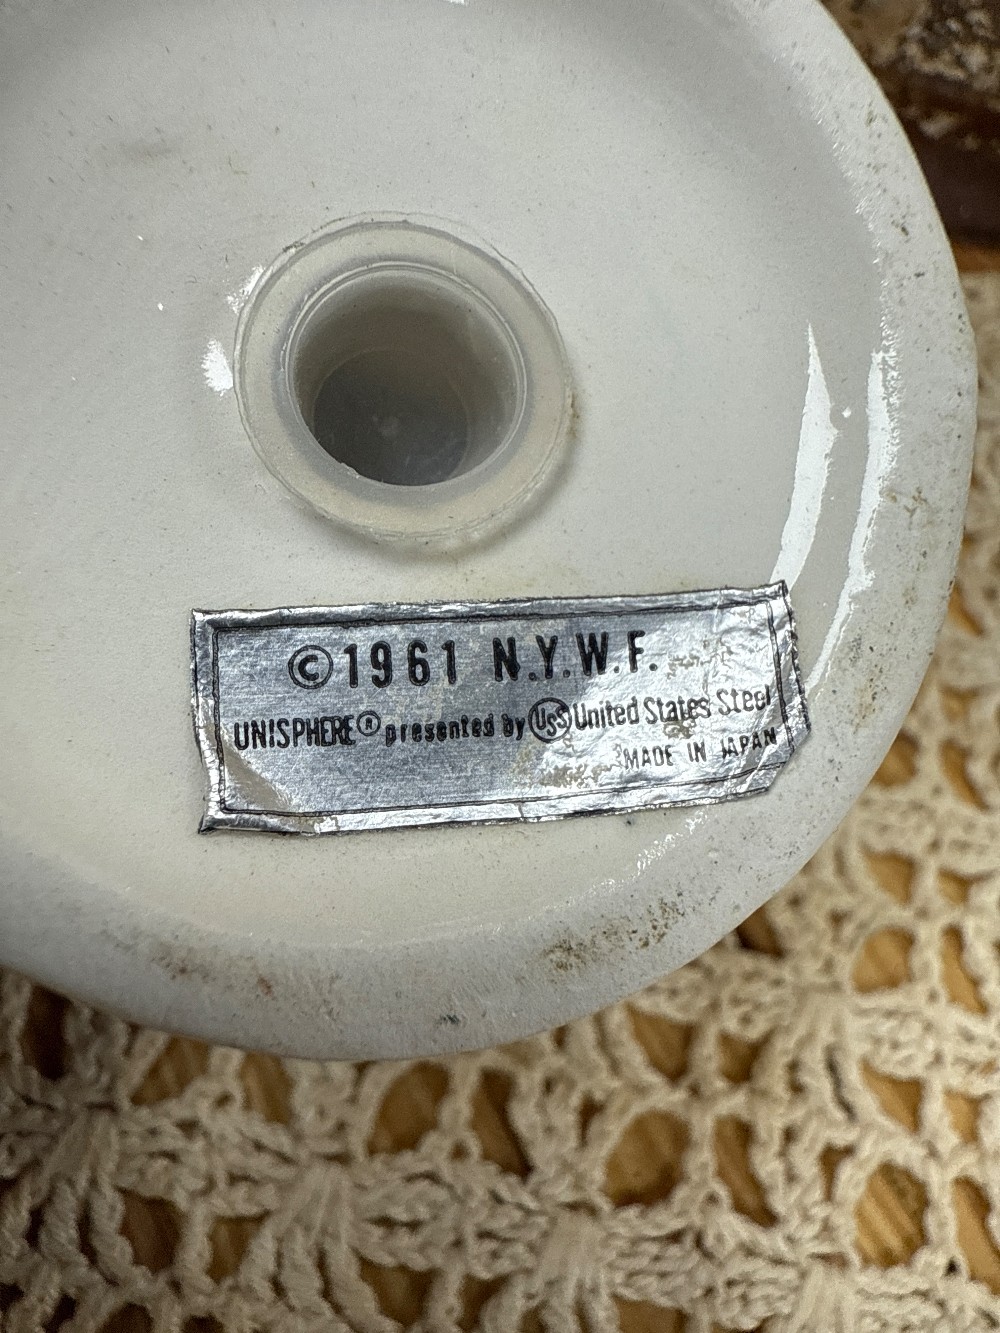 ©1961 N.Y.W.F.
UNISPHERE® presented by USS United States Steel
MADE IN JAPAN